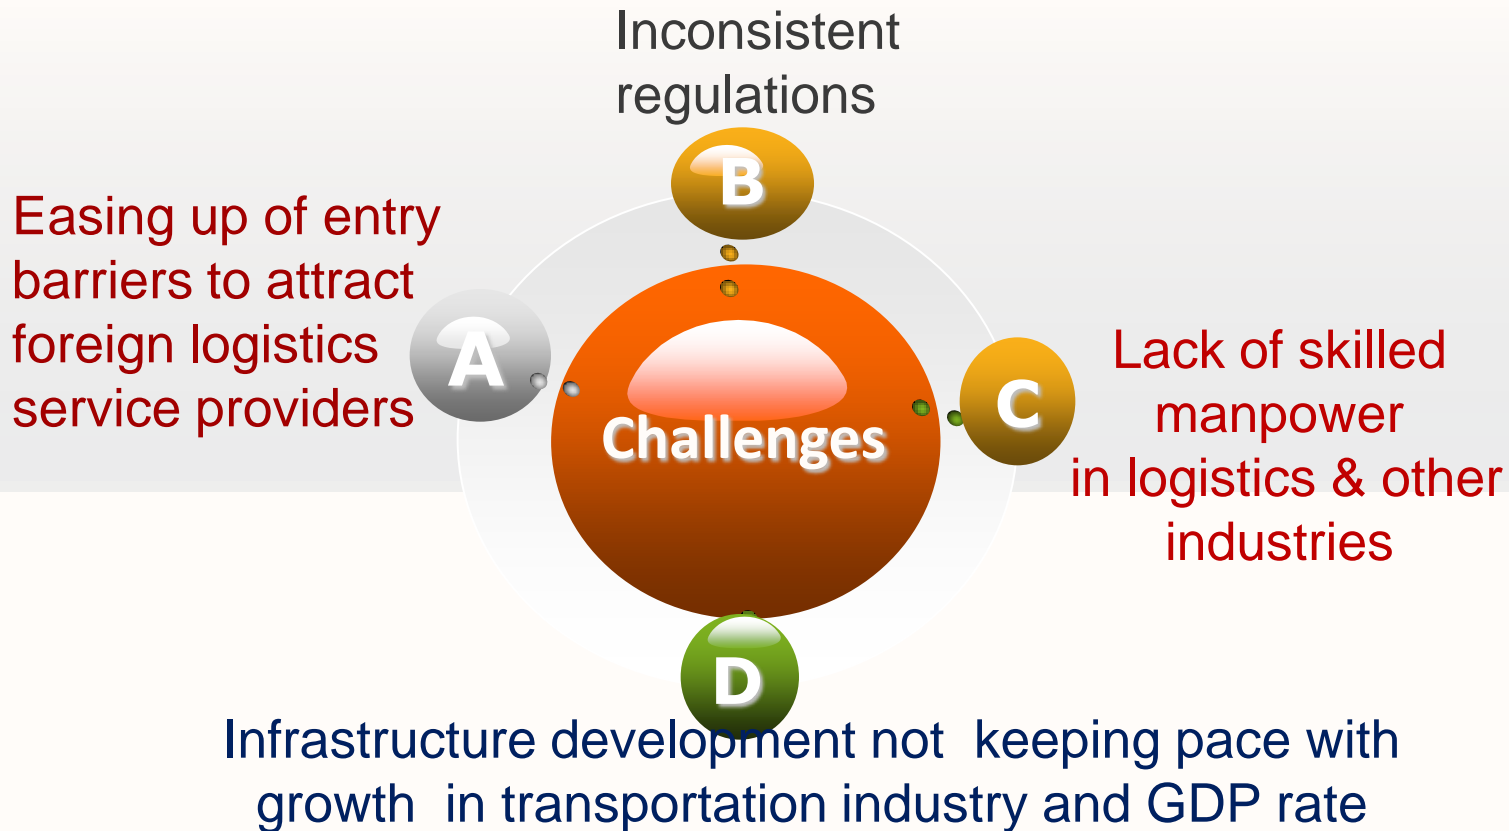 Inconsistent
regulations
B
Easing up of entry
barriers to attract
foreign logistics
service providers
A
Challenges
C
Lack of skilled
manpower
in logistics & other
industries
D
Infrastructure development not keeping pace with
growth in transportation industry and GDP rate